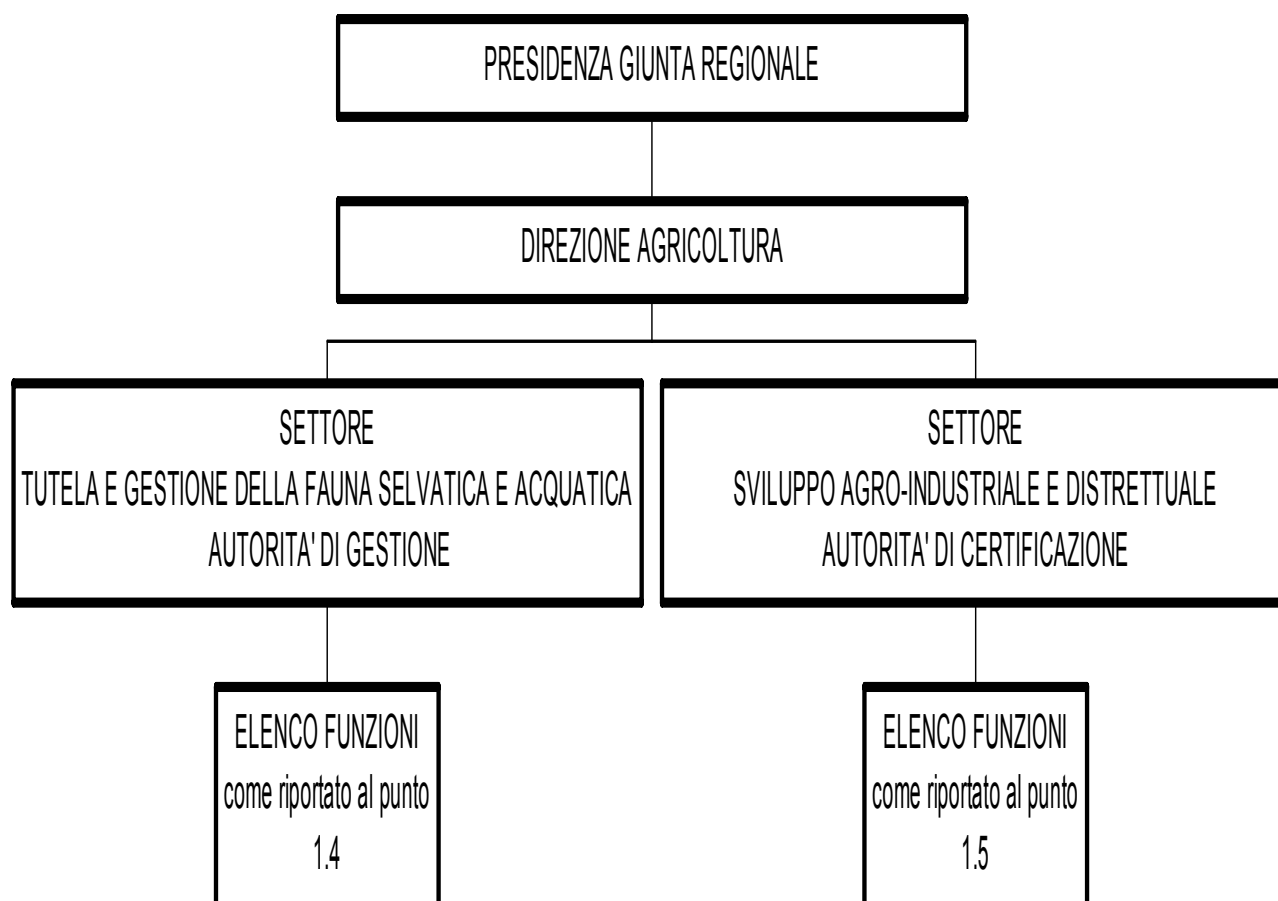 PRESIDENZA GIUNTA REGIONALE
DIREZIONE AGRICOLTURA
SETTORE
TUTELA E GESTIONE DELLA FAUNA SELVATICA E ACQUATICA
AUTORITA' DI GESTIONE
SETTORE
SVILUPPO AGRO-INDUSTRIALE E DISTRETTUALE
AUTORITA' DI CERTIFICAZIONE
ELENCO FUNZIONI
come riportato al punto
1.4
ELENCO FUNZIONI
come riportato al punto
1.5